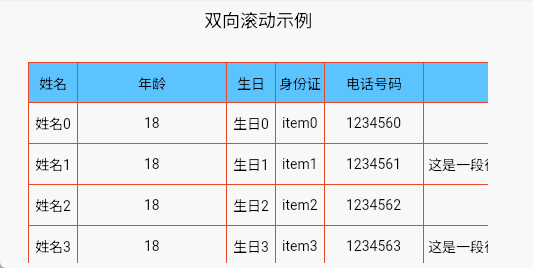 双向滚动示例
姓名 年龄 生日 身份证 电话号码
姓名0 18 生日0 item0 1234560
姓名1 18 生日1 item1 1234561 这是一段
姓名2 18 生日2 item2 1234562
姓名3 18 生日3 item3 1234563 这是一段